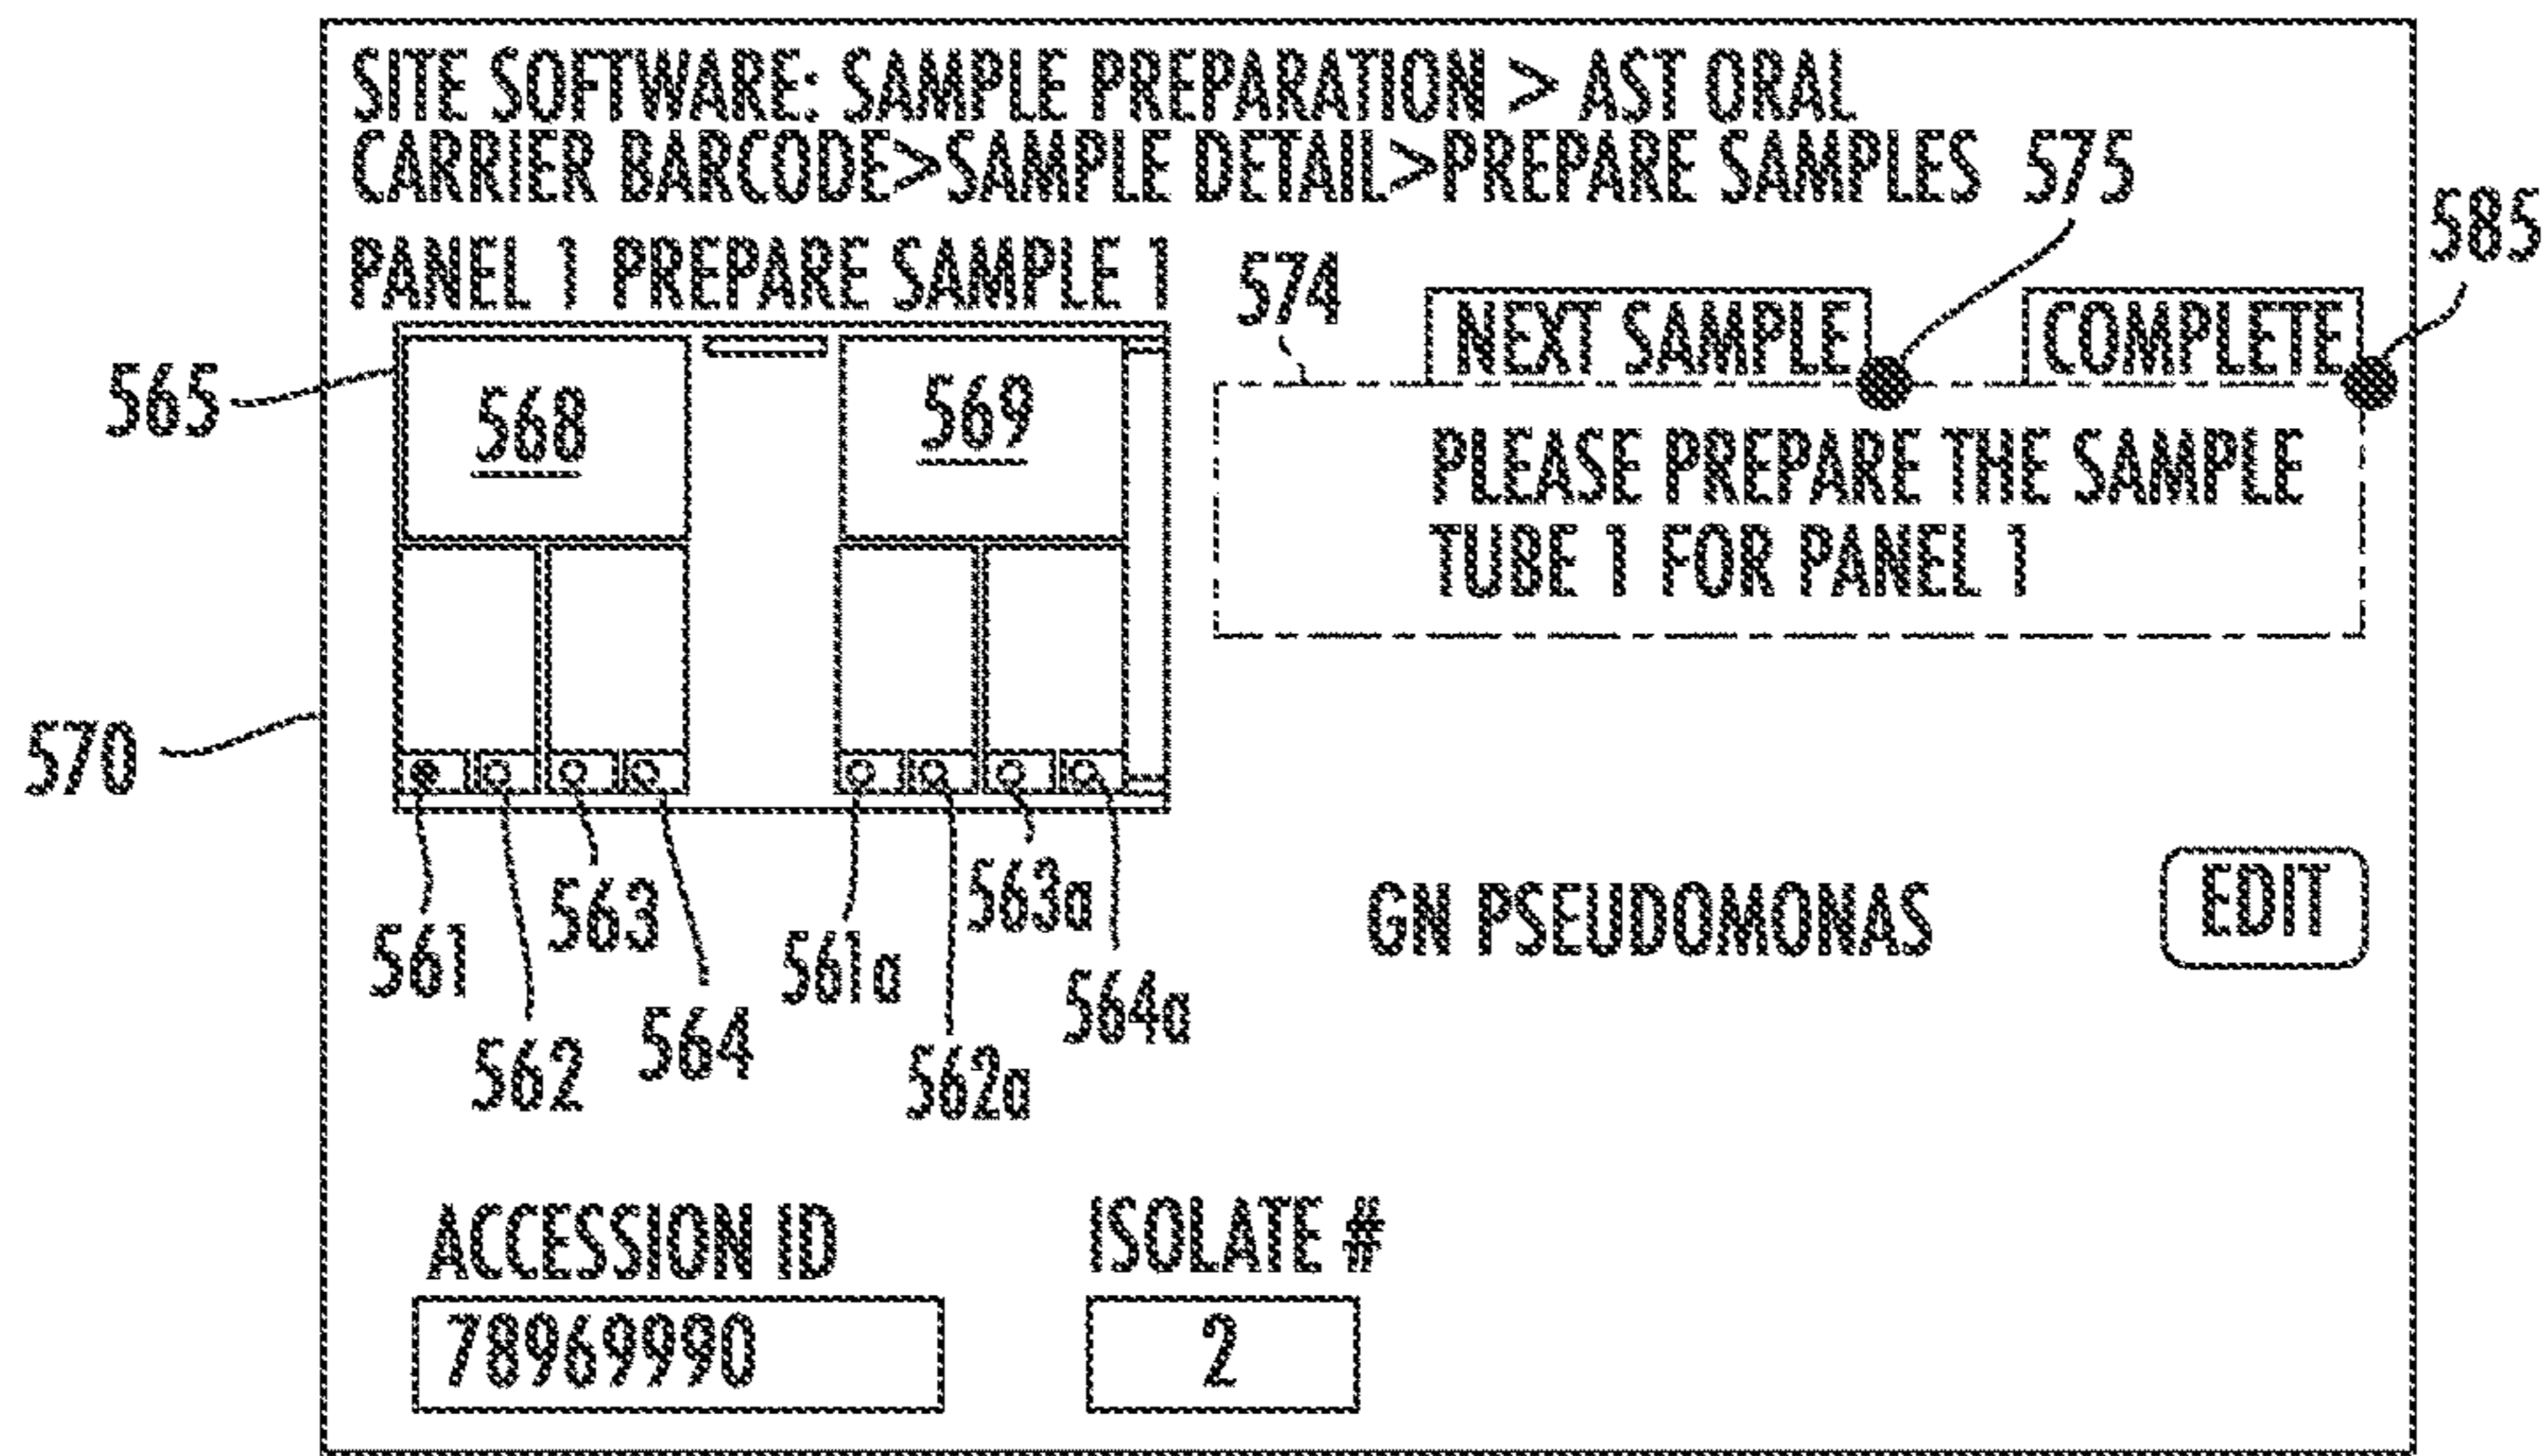 SITE SOFTWARE: SAMPLE PREPARATION > AST ORAL
CARRIER BARCODE>SAMPLE DETAIL>PREPARE SAMPLES 575
585
PANEL 1 PREPARE SAMPLE 1
574
NEXT SAMPLE
COMPLETE
565
568
569
PLEASE PREPARE THE SAMPLE
TUBE 1 FOR PANEL 1
570
561
562
563
564
561a
562a
563a
564a
GN PSEUDOMONAS
EDIT
ACCESSION ID
ISOLATE #
78969990
2